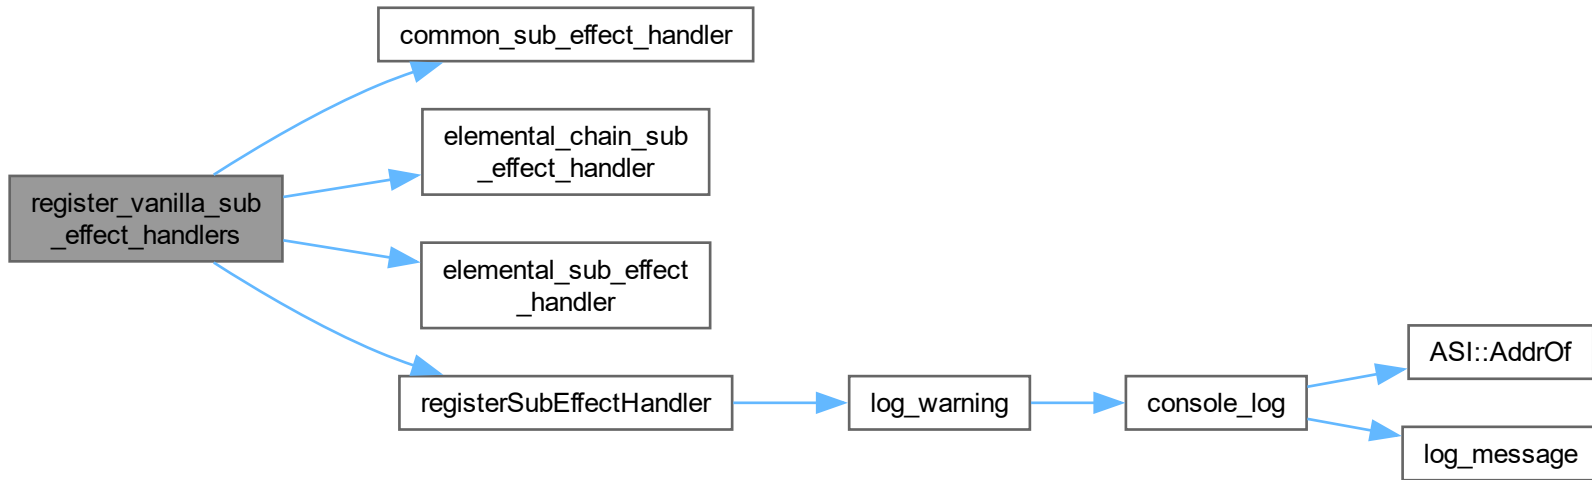 common_sub_effect_handler
elemental_chain_sub
_effect_handler
register_vanilla_sub
_effect_handlers
elemental_sub_effect
_handler
ASI::AddrOf
registerSubEffectHandler
log_warning
console_log
log_message